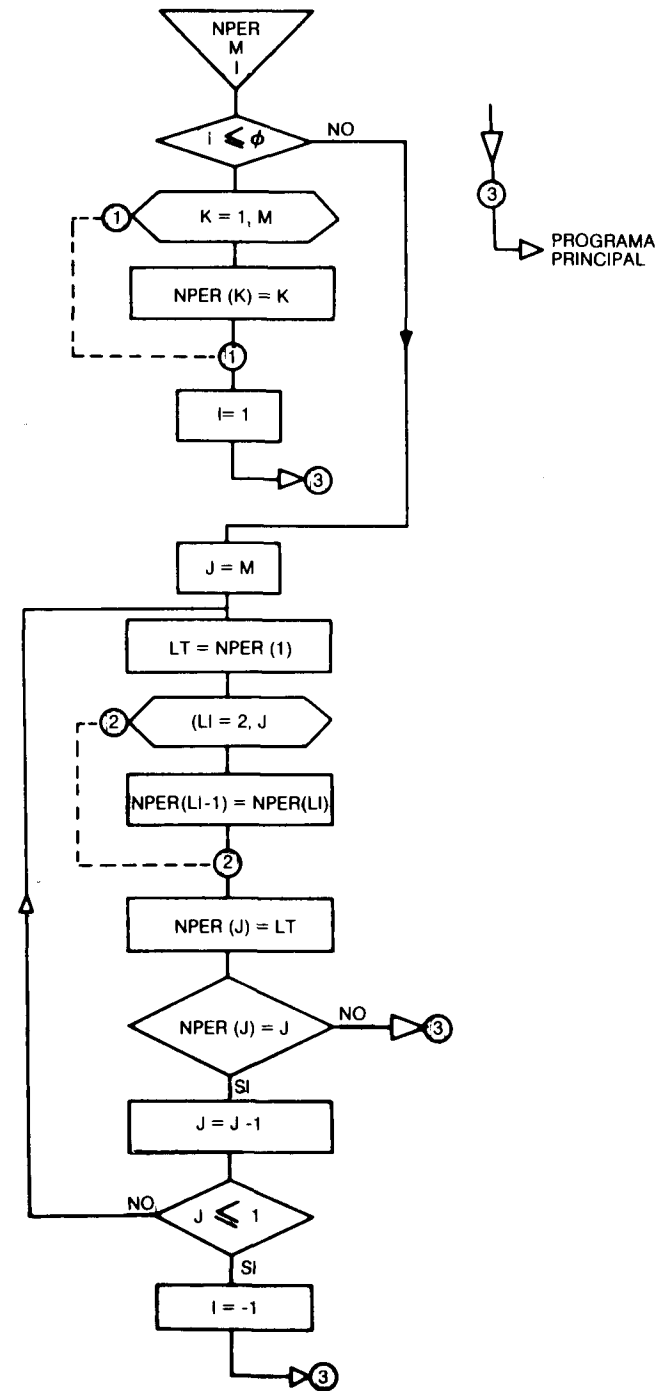 NPER
M
I
i ⩽ ϕ
NO
1
K = 1, M
NPER (K) = K
1
I= 1
3
3
PROGRAMA
PRINCIPAL
J = M
LT = NPER (1)
2
(LI = 2, J
NPER(LI-1) = NPER(LI)
2
NPER (J) = LT
NPER (J) = J
NO
3
SI
J = J -1
NO
J ⩽ 1
SI
I = -1
3